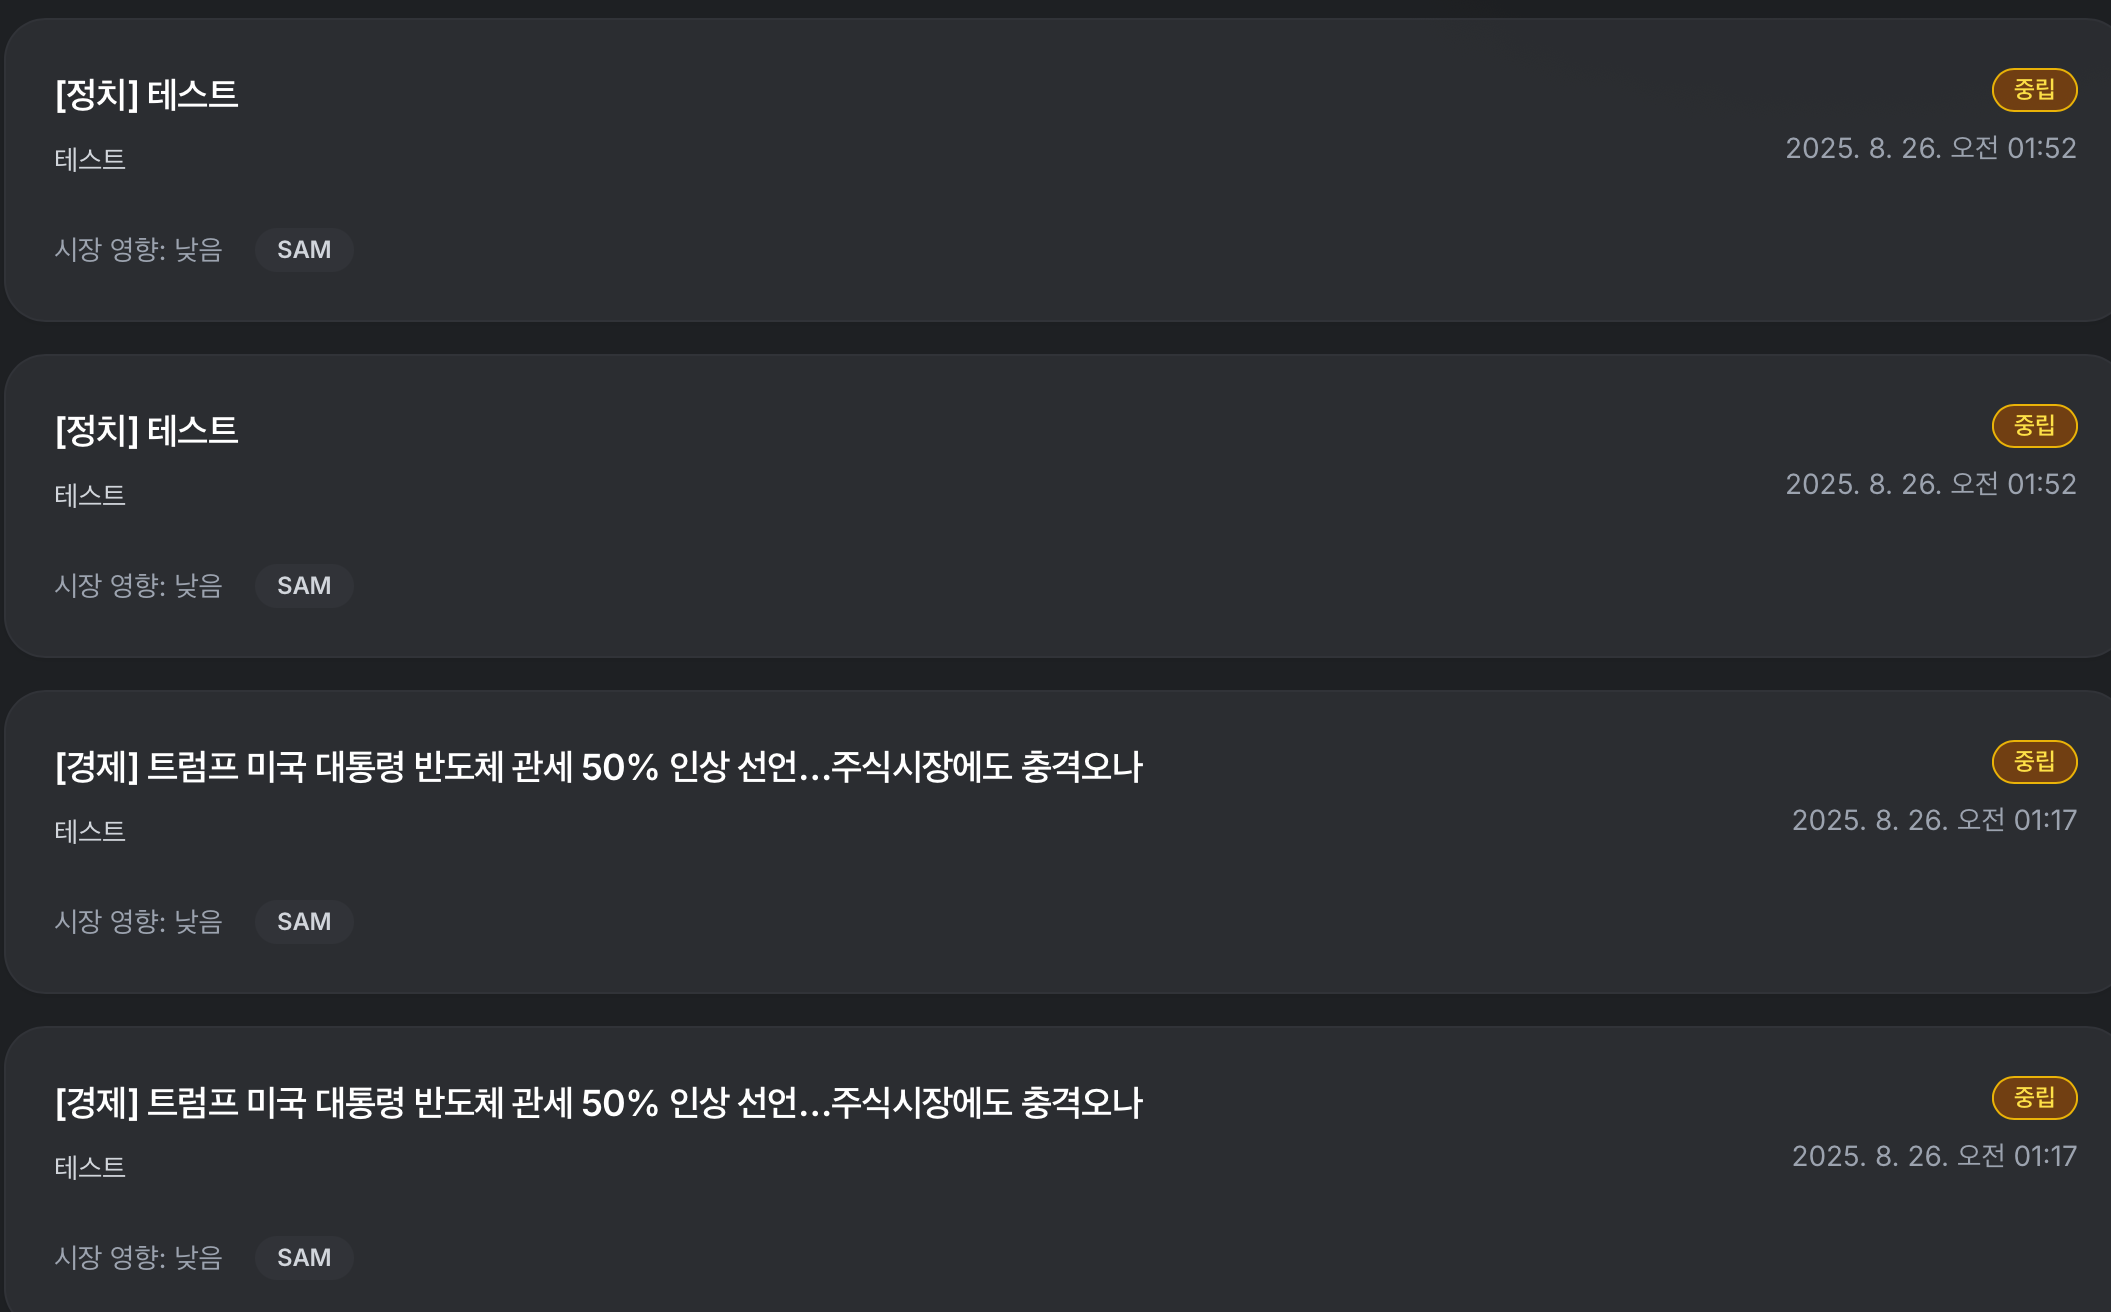 [정치] 테스트
중립
테스트
2025. 8. 26. 오전 01:52
시장 영향: 낮음
SAM
[정치] 테스트
중립
테스트
2025. 8. 26. 오전 01:52
시장 영향: 낮음
SAM
[경제] 트럼프 미국 대통령 반도체 관세 50% 인상 선언...주식시장에도 충격오나
중립
테스트
2025. 8. 26. 오전 01:17
시장 영향: 낮음
SAM
[경제] 트럼프 미국 대통령 반도체 관세 50% 인상 선언...주식시장에도 충격오나
중립
테스트
2025. 8. 26. 오전 01:17
시장 영향: 낮음
SAM